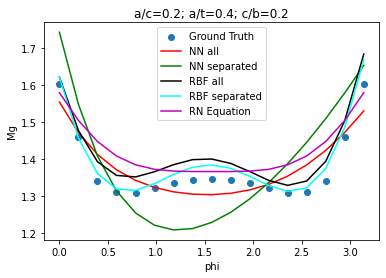 a/c=0.2; a/t=0.4; c/b=0.2
Ground Truth
NN all
NN separated
RBF all
RBF separated
RN Equation
Mg
1.7
1.6
1.5
1.4
1.3
1.2
0.0
0.5
1.0
1.5
2.0
2.5
3.0
phi